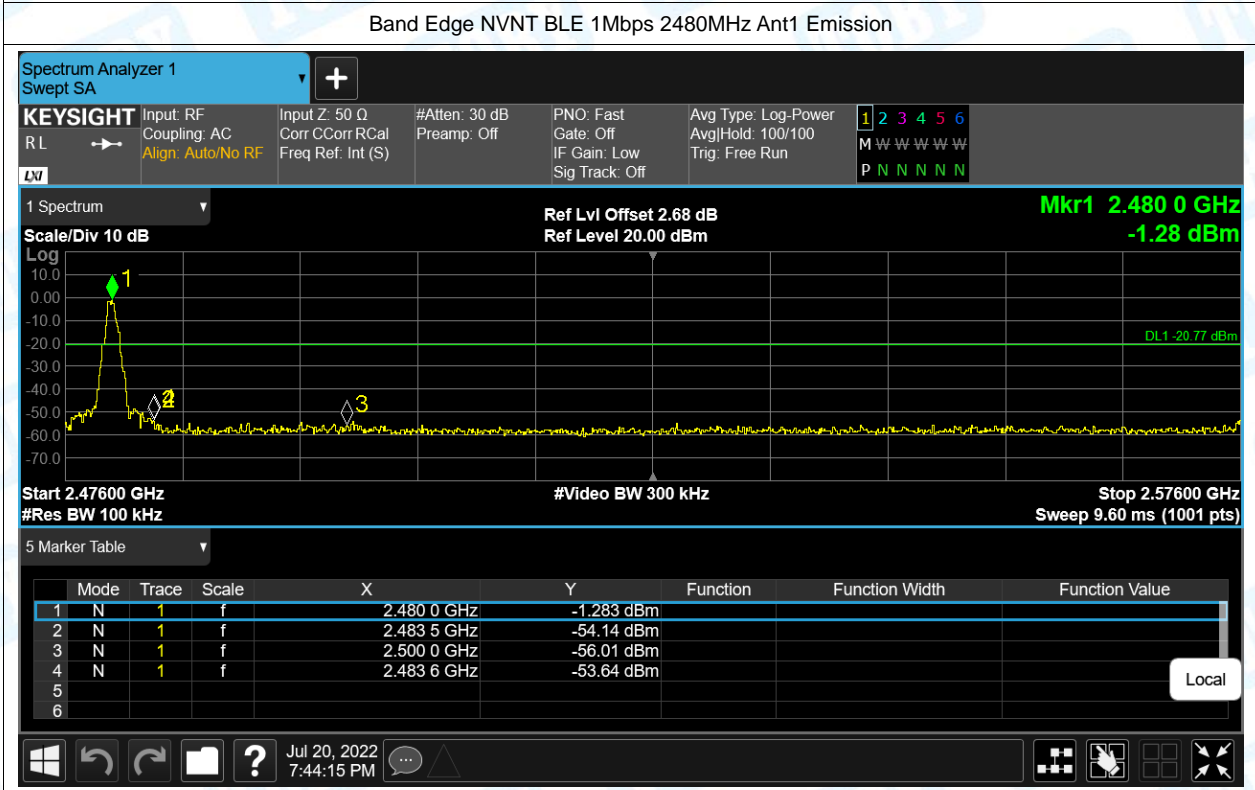 Band Edge NVNT BLE 1Mbps 2480MHz Ant1 Emission
Spectrum Analyzer 1
Swept SA
+
KEYSIGHT Input: RF Input Z: 50 Ω #Atten: 30 dB PNO: Fast Avg Type: Log-Power 1 2 3 4 5 6
RL Coupling: AC Corr CCorr RCal Preamp: Off Gate: Off Avg|Hold: 100/100 M W W W W W
Align: Auto/No RF Freq Ref: Int (S) IF Gain: Low Trig: Free Run
LXI Sig Track: Off P N N N N N
1 Spectrum
Ref Lvl Offset 2.68 dB Mkr1 2.480 0 GHz
Scale/Div 10 dB Ref Level 20.00 dBm -1.28 dBm
Log
10.0
1
0.00
-10.0
-20.0
DL1 -20.77 dBm
-30.0
-40.0
3
-50.0
-60.0
-70.0
Start 2.47600 GHz #Video BW 300 kHz Stop 2.57600 GHz
#Res BW 100 kHz Sweep 9.60 ms (1001 pts)
5 Marker Table
Mode Trace Scale X Y Function Function Width Function Value
1 N 1 f 2.480 0 GHz -1.283 dBm
2 N 1 f 2.483 5 GHz -54.14 dBm
3 N 1 f 2.500 0 GHz -56.01 dBm
4 N 1 f 2.483 6 GHz -53.64 dBm
5
6
Local
? Jul 20, 2022
7:44:15 PM